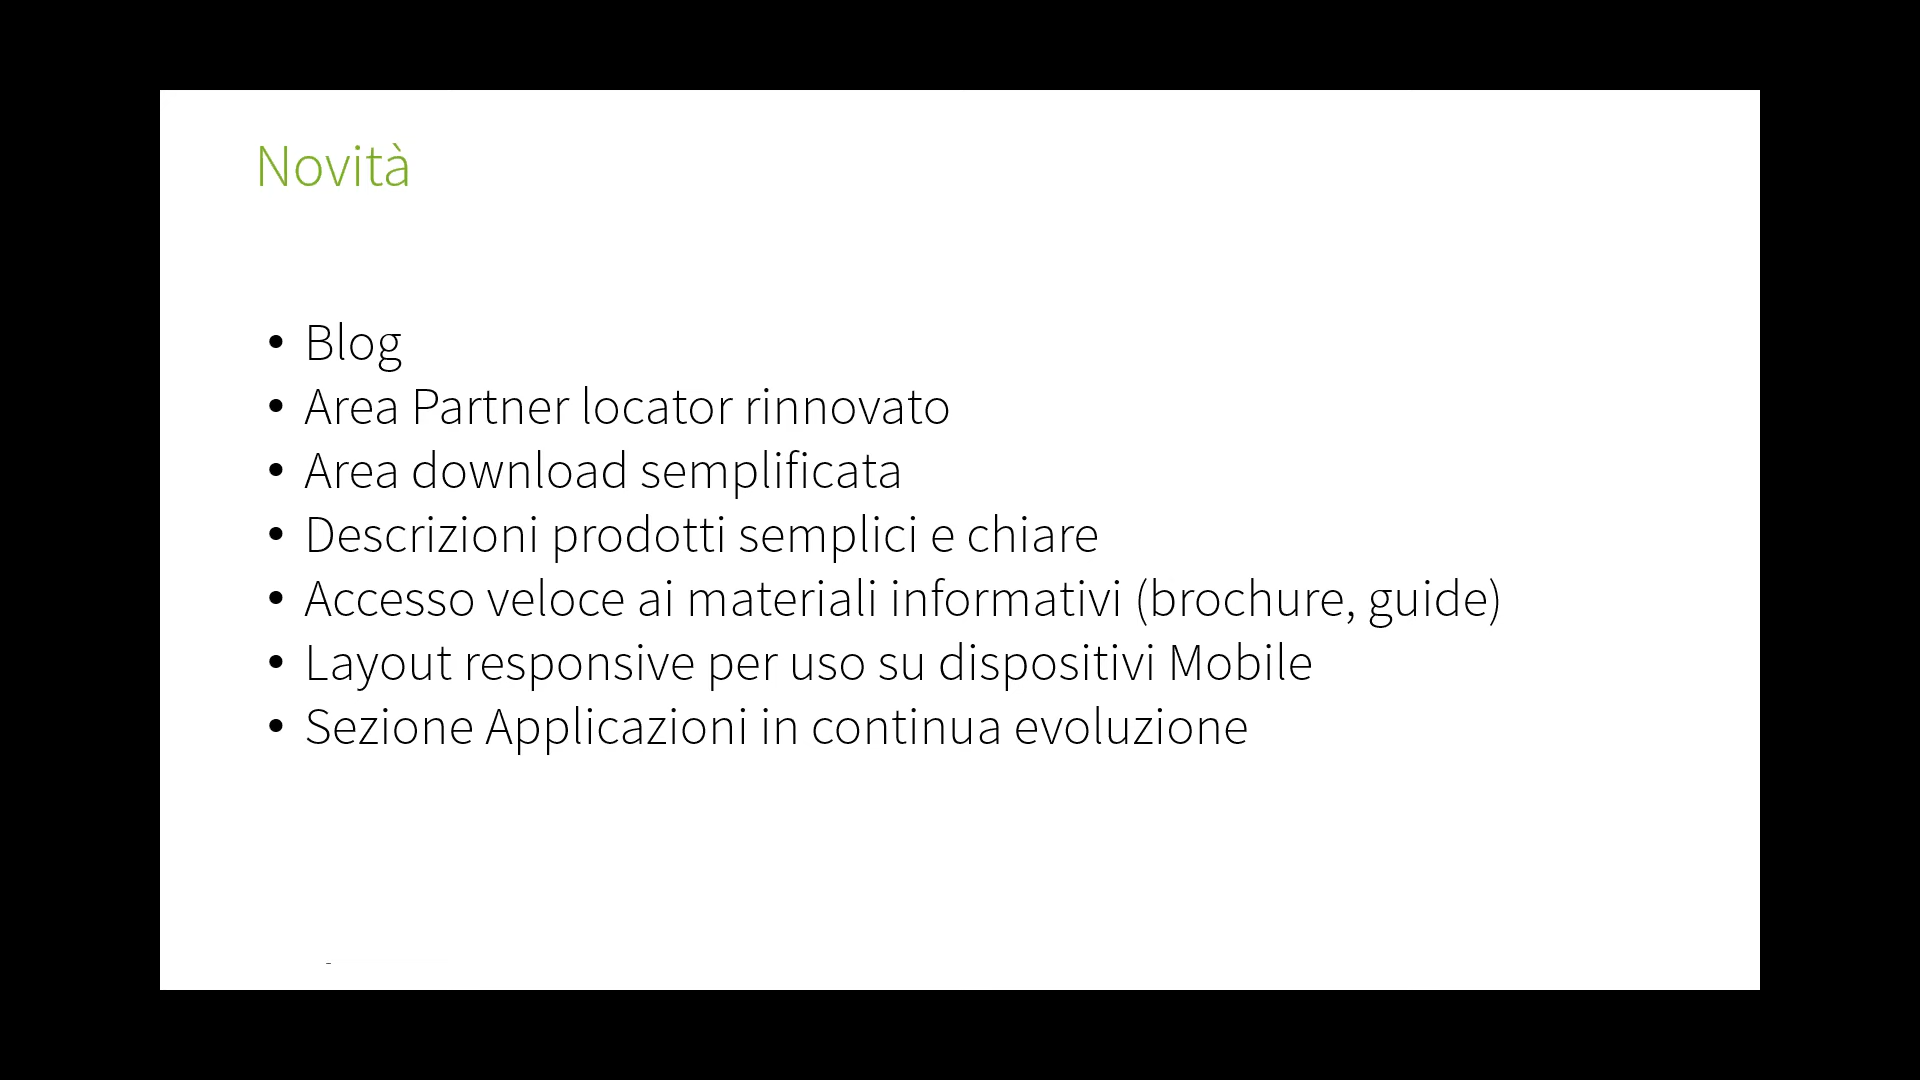 Novità
• Blog
• Area Partner locator rinnovato
• Area download semplificata
• Descrizioni prodotti semplici e chiare
• Accesso veloce ai materiali informativi (brochure, guide)
• Layout responsive per uso su dispositivi Mobile
• Sezione Applicazioni in continua evoluzione